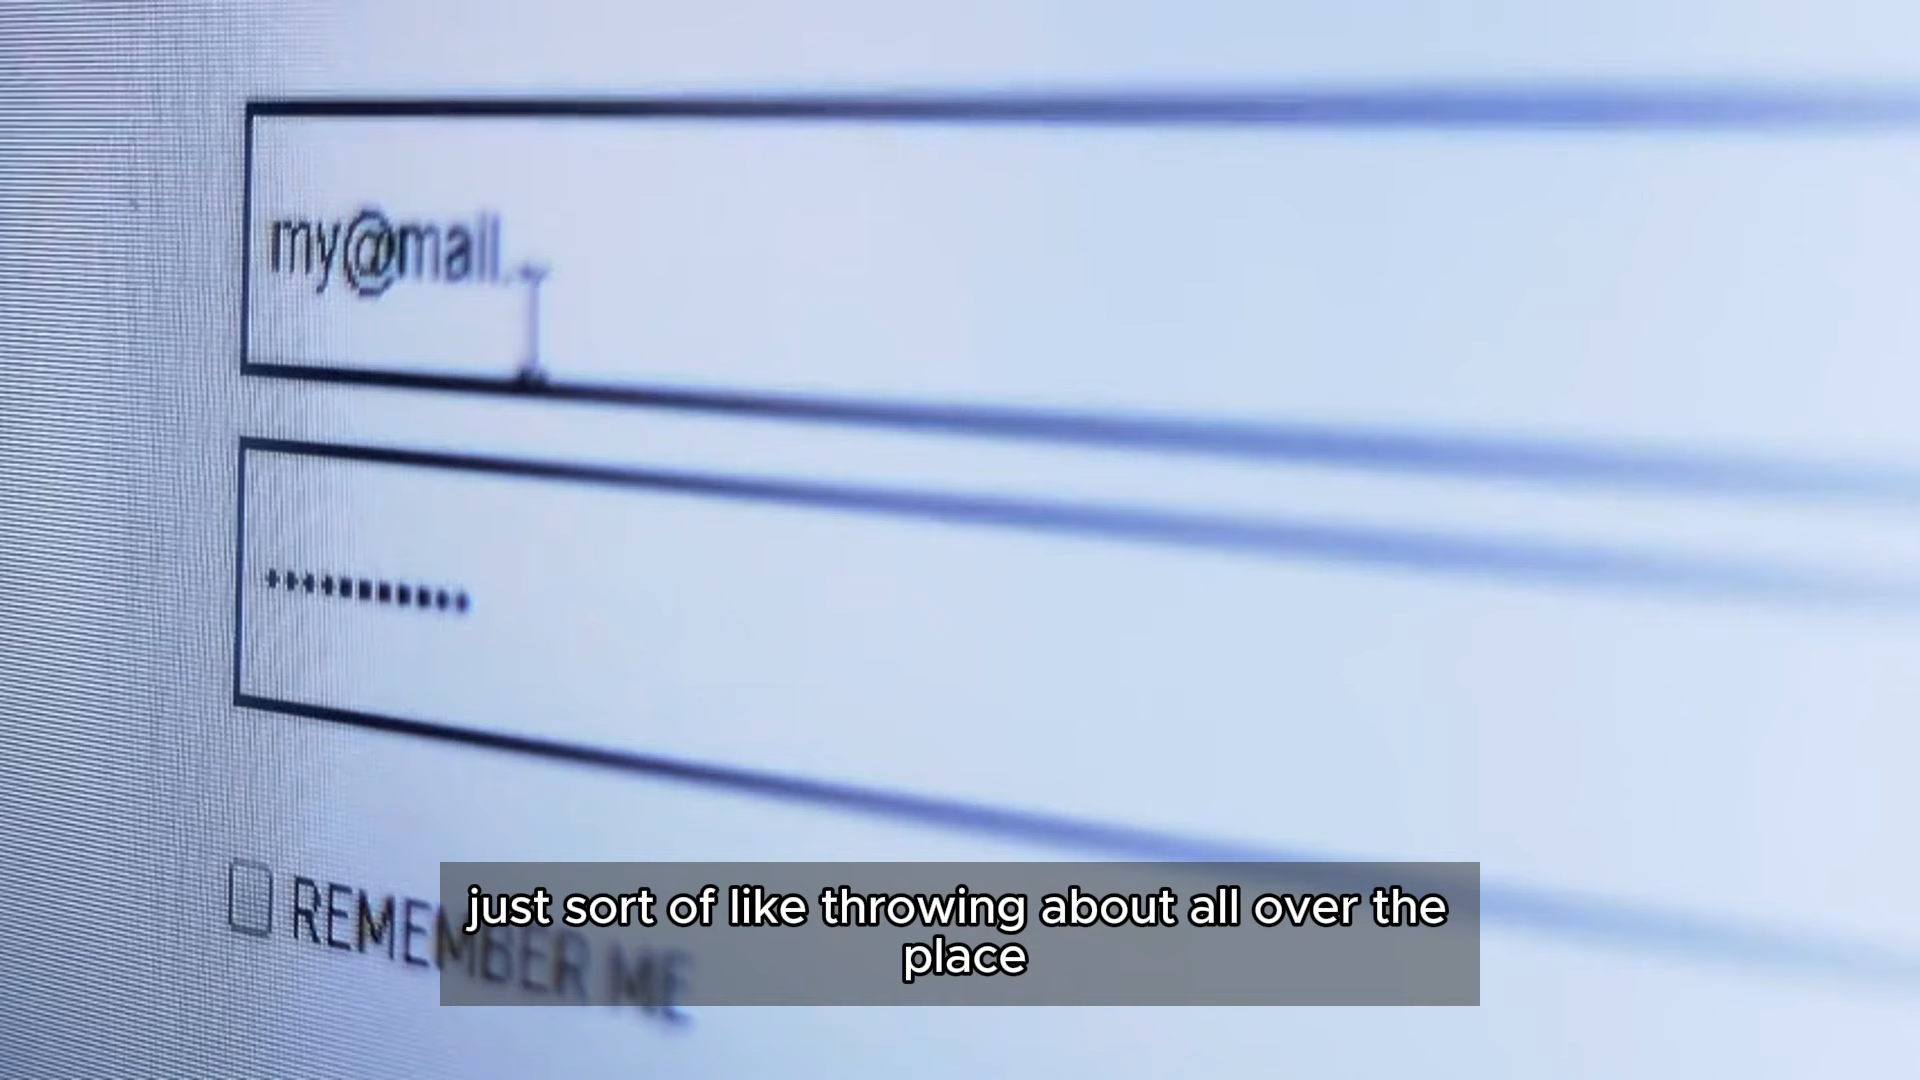 my@mail.
•••••••••••
REMEMBER ME
just sort of like throwing about all over the
place